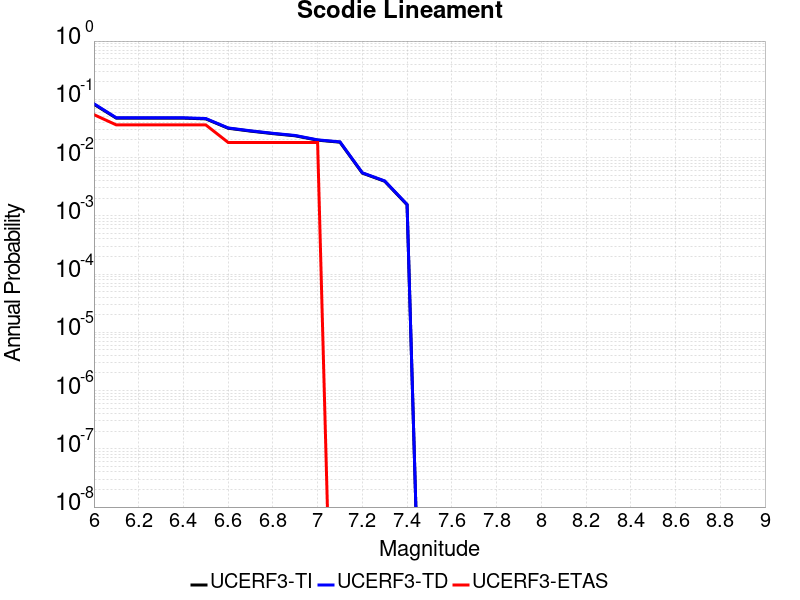 Scodie Lineament
10^0
10^-1
10^-2
10^-3
10^-4
10^-5
10^-6
10^-7
10^-8
Annual Probability
6 6.2 6.4 6.6 6.8 7 7.2 7.4 7.6 7.8 8 8.2 8.4 8.6 8.8 9
Magnitude
UCERF3-TI UCERF3-TD UCERF3-ETAS